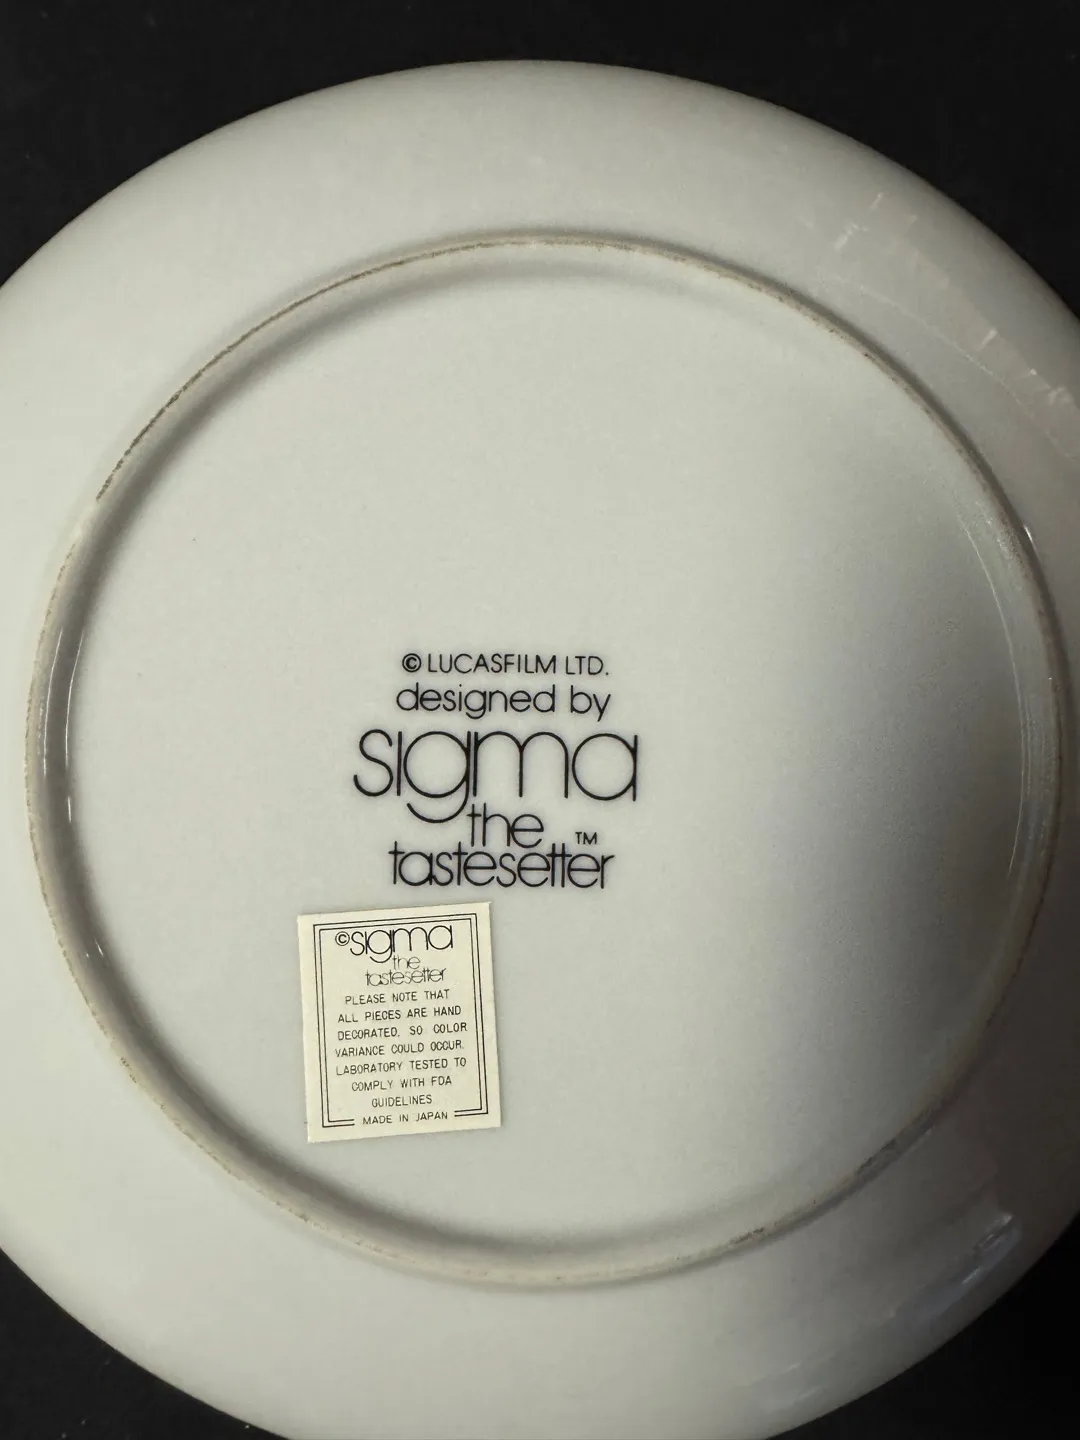 © LUCASFILM LTD.
designed by
sigma
the
tastesetter™
©sigma
the
tastesetter
PLEASE NOTE THAT
ALL PIECES ARE HAND
DECORATED, SO COLOR
VARIANCE COULD OCCUR.
LABORATORY TESTED TO
COMPLY WITH FDA
GUIDELINES
MADE IN JAPAN